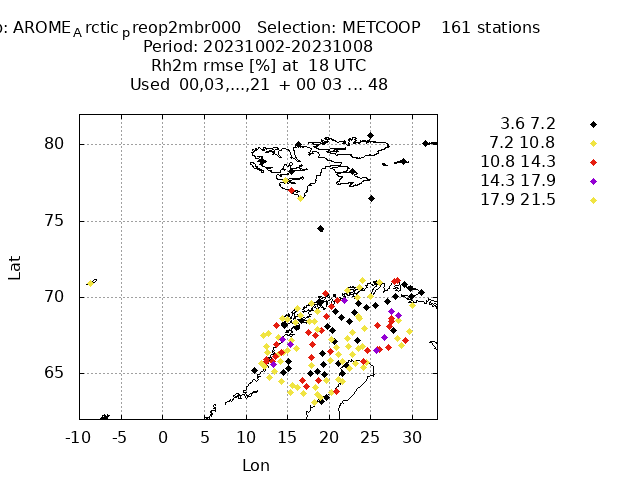 : AROME_Arctic_preop2mbr000 Selection: METCOOP 161 stations
Period: 20231002-20231008
Rh2m rmse [%] at 18 UTC
Used 00,03,...,21 + 00 03 ... 48
3.6 7.2
7.2 10.8
10.8 14.3
14.3 17.9
17.9 21.5
80
75
70
65
Lat
-10 -5 0 5 10 15 20 25 30
Lon